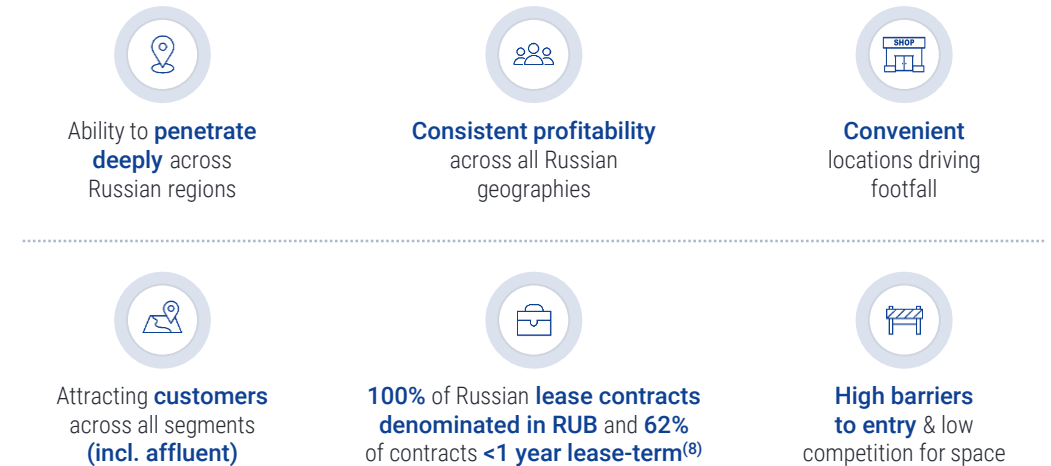 Ability to penetrate
deeply across
Russian regions
Consistent profitability
across all Russian
geographies
SHOP
Convenient
locations driving
footfall
Attracting customers
across all segments
(incl. affluent)
100% of Russian lease contracts
denominated in RUB and 62%
of contracts <1 year lease-term(8)
High barriers
to entry & low
competition for space